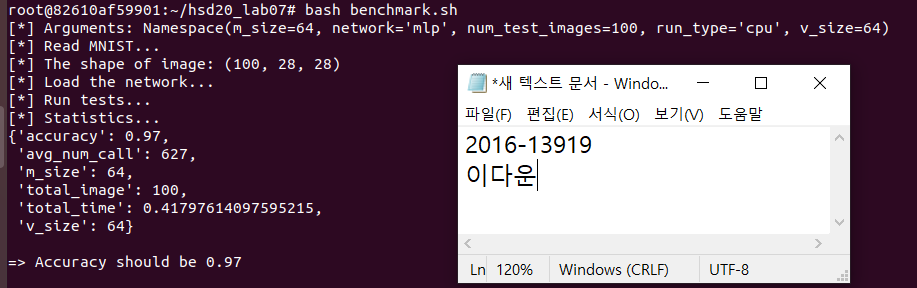 root@82610af59901:~/hsd20_lab07# bash benchmark.sh
[*] Arguments: Namespace(m_size=64, network='mlp', num_test_images=100, run_type='cpu', v_size=64)
[*] Read MNIST...
[*] The shape of image: (100, 28, 28)
[*] Load the network...
[*] Run tests...
[*] Statistics...
{'accuracy': 0.97,
'avg_num_call': 627,
'm_size': 64,
'total_image': 100,
'total_time': 0.41797614097595215,
'v_size': 64}
=> Accuracy should be 0.97
*새 텍스트 문서 - Windo...
파일(F) 편집(E) 서식(O) 보기(V) 도움말
2016-13919
이다운
Ln 120% Windows (CRLF) UTF-8